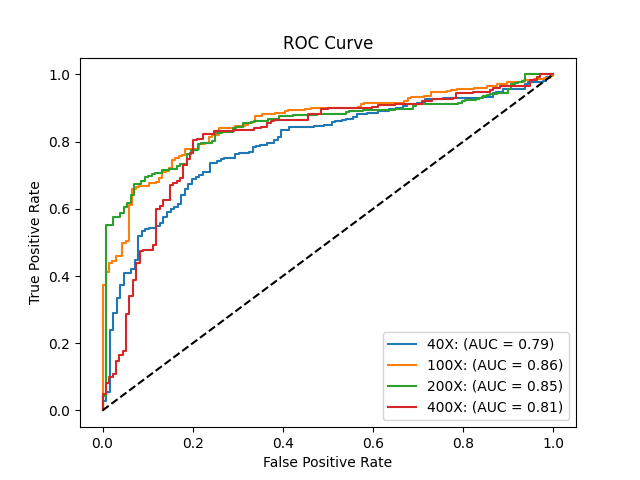 ROC Curve
1.0
0.8
0.6
0.4
0.2
0.0
True Positive Rate
40X: (AUC = 0.79)
100X: (AUC = 0.86)
200X: (AUC = 0.85)
400X: (AUC = 0.81)
0.0 0.2 0.4 0.6 0.8 1.0
False Positive Rate